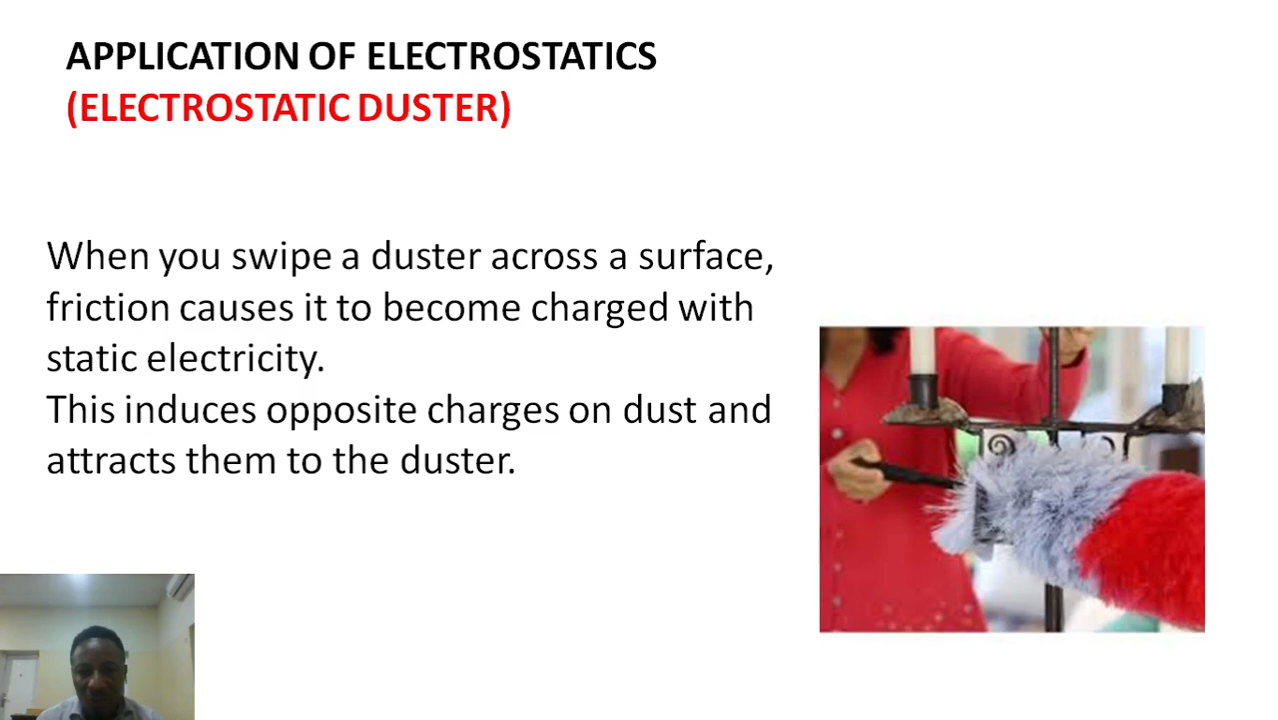 APPLICATION OF ELECTROSTATICS
(ELECTROSTATIC DUSTER)
When you swipe a duster across a surface,
friction causes it to become charged with
static electricity.
This induces opposite charges on dust and
attracts them to the duster.